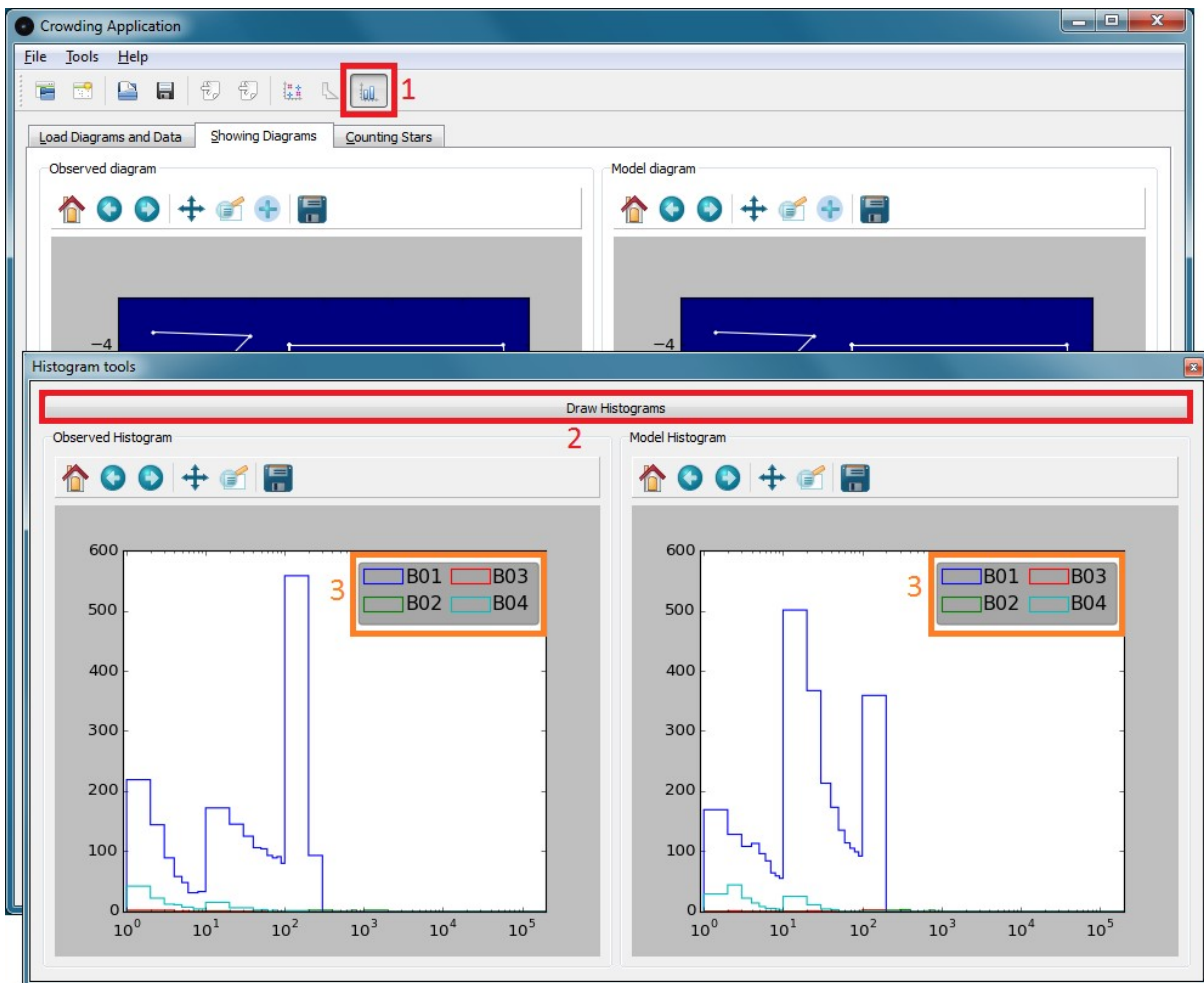 Crowding Application
File Tools Help
1
Load Diagrams and Data Showing Diagrams Counting Stars
Observed diagram Model diagram
−4 −4
Histogram tools
Draw Histograms
2
Observed Histogram Model Histogram
600 600
3 B01 B03 3 B01 B03
B02 B04 B02 B04
500 500
400 400
300 300
200 200
100 100
0 0
10⁰ 10¹ 10² 10³ 10⁴ 10⁵ 10⁰ 10¹ 10² 10³ 10⁴ 10⁵